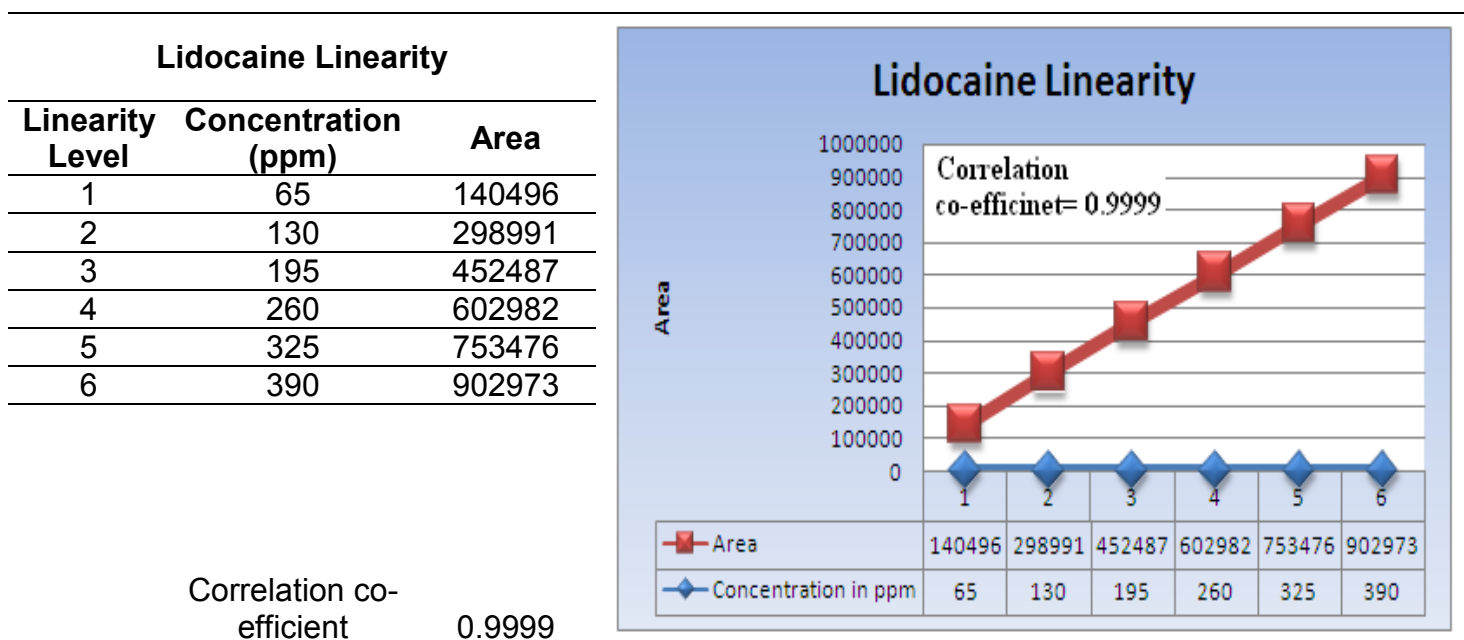 Lidocaine Linearity
Linearity Level Concentration (ppm) Area
1 65 140496
2 130 298991
3 195 452487
4 260 602982
5 325 753476
6 390 902973
Correlation co-
efficient 0.9999
Lidocaine Linearity
Correlation
co-efficinet= 0.9999
Area
1000000
900000
800000
700000
600000
500000
400000
300000
200000
100000
0
1 2 3 4 5 6
Area 140496 298991 452487 602982 753476 902973
Concentration in ppm 65 130 195 260 325 390